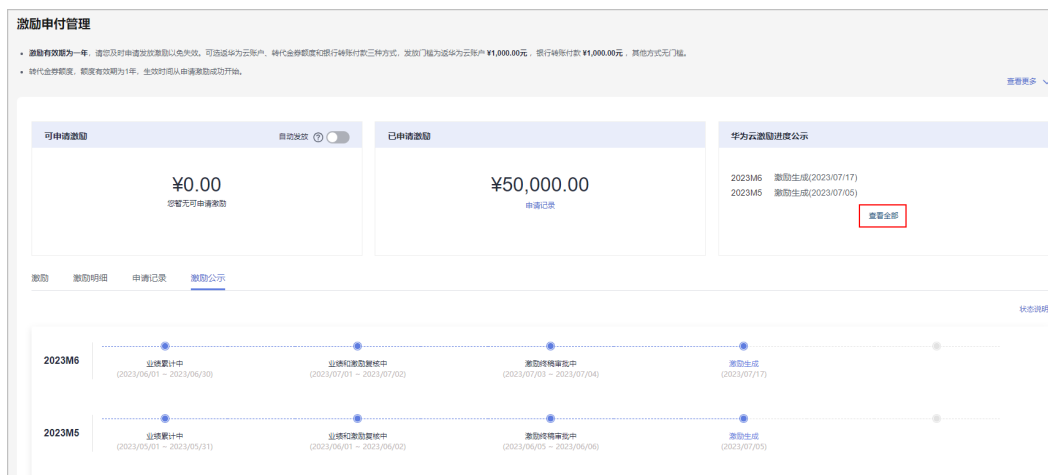 激励申付管理
• 激励有效期为一年，请您及时申请发放激励以免失效。可选返华为云账户、转代金券额度和银行转账付款三种方式，发放门槛为返华为云账户 ¥1,000.00元，银行转账付款 ¥1,000.00元，其他方式无门槛。
• 转代金券额度，额度有效期为1年，生效时间从申请激励成功开始。
查看更多
可申请激励 自动发放 ?
¥0.00
您暂无可申请激励
已申请激励
¥50,000.00
申请记录
华为云激励进度公示
2023M6 激励生成(2023/07/17)
2023M5 激励生成(2023/07/05)
查看全部
激励 激励明细 申请记录 激励公示
状态说明
2023M6
业绩累计中 业绩和激励复核中 激励终稿审批中 激励生成
(2023/06/01 ~ 2023/06/30) (2023/07/01 ~ 2023/07/02) (2023/07/03 ~ 2023/07/04) (2023/07/17)
2023M5
业绩累计中 业绩和激励复核中 激励终稿审批中 激励生成
(2023/05/01 ~ 2023/05/31) (2023/06/01 ~ 2023/06/02) (2023/06/05 ~ 2023/06/06) (2023/07/05)